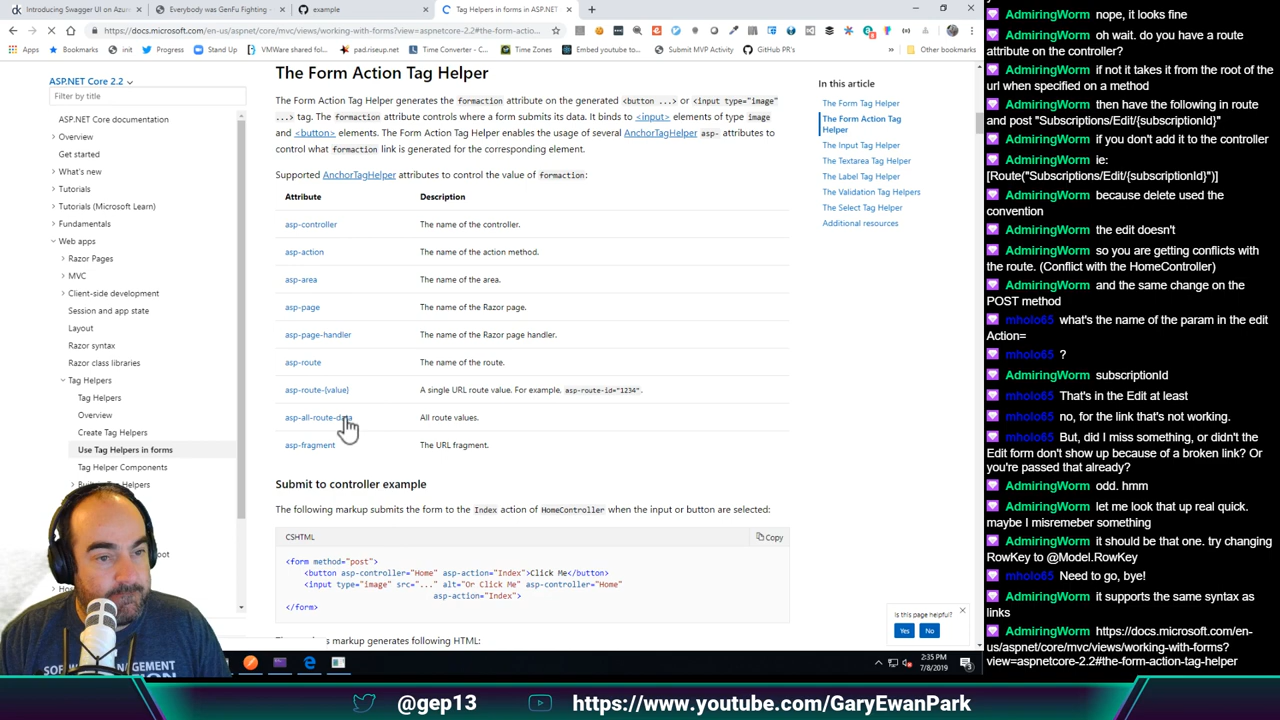 Introducing Swagger UI on Azure
Everybody was GenFu Fighting -
example
Tag Helpers in forms in ASP.NET
https://docs.microsoft.com/en-us/aspnet/core/mvc/views/working-with-forms?view=aspnetcore-2.2#the-form-actio...
Apps Bookmarks init Progress Stand Up VMWare forums pad.riseup.net Time Converter - Time Zones Embed youtube to... Submit MVP Activity GitHub PR's Other bookmarks
ASP.NET Core 2.2
Filter by title
ASP.NET Core documentation
Overview
Get started
What's new
Tutorials
Tutorials (Microsoft Learn)
Fundamentals
Web apps
Razor Pages
MVC
Client-side development
Session and app state
Layout
Razor syntax
Razor class libraries
Tag Helpers
Tag Helpers
Overview
Create Tag Helpers
Use Tag Helpers in forms
Tag Helper Components
The Form Action Tag Helper
The Form Action Tag Helper generates the formaction attribute on the generated <button ...> or <input type="image"
...> tag. The formaction attribute controls where a form submits its data. It binds to <input> elements of type image
and <button> elements. The Form Action Tag Helper enables the usage of several AnchorTagHelper asp- attributes to
control what formaction link is generated for the corresponding element.
Supported AnchorTagHelper attributes to control the value of formaction:
Attribute Description
asp-controller The name of the controller.
asp-action The name of the action method.
asp-area The name of the area.
asp-page The name of the Razor page.
asp-page-handler The name of the Razor page handler.
asp-route The name of the route.
asp-route-{value} A single URL route value. For example, asp-route-id="1234".
asp-all-route-data All route values.
asp-fragment The URL fragment.
Submit to controller example
The following markup submits the form to the Index action of HomeController when the input or button are selected:
CSHTML Copy
<form method="post">
<button asp-controller="Home" asp-action="Index">Click Me</button>
<input type="image" src="..." alt="Or Click Me" asp-controller="Home"
asp-action="Index">
</form>
markup generates following HTML:
In this article
The Form Tag Helper
The Form Action Tag
Helper
The Input Tag Helper
The Textarea Tag Helper
The Label Tag Helper
The Validation Tag Helpers
The Select Tag Helper
Additional resources
Is this page helpful?
Yes No
2:35 PM
7/8/2019
AdmiringWorm nope, it looks fine
AdmiringWorm oh wait. do you have a route
attribute on the controller?
AdmiringWorm if not it takes it from the root of the
url when specified on a method
AdmiringWorm then have the following in route
and post "Subscriptions/Edit/{subscriptionId}"
AdmiringWorm if you don't add it to the controller
AdmiringWorm ie:
[Route("Subscriptions/Edit/{subscriptionId}")]
AdmiringWorm because delete used the
convention
AdmiringWorm the edit doesn't
AdmiringWorm so you are getting conflicts with
the route. (Conflict with the HomeController)
AdmiringWorm and the same change on the
POST method
mholo65 what's the name of the param in the edit
Action=
mholo65 ?
AdmiringWorm subscriptionId
mholo65 That's in the Edit at least
mholo65 no, for the link that's not working.
mholo65 But, did I miss something, or didn't the
Edit form don't show up because of a broken link? Or
you're passed that already?
AdmiringWorm odd. hmm
AdmiringWorm let me look that up real quick.
maybe I misremeber something
AdmiringWorm it should be that one. try changing
RowKey to @Model.RowKey
mholo65 Need to go, bye!
AdmiringWorm it supports the same syntax as
links
AdmiringWorm https://docs.microsoft.com/en-
us/aspnet/core/mvc/views/working-with-forms?
view=aspnetcore-2.2#the-form-action-tag-helper
@gep13
https://www.youtube.com/GaryEwanPark